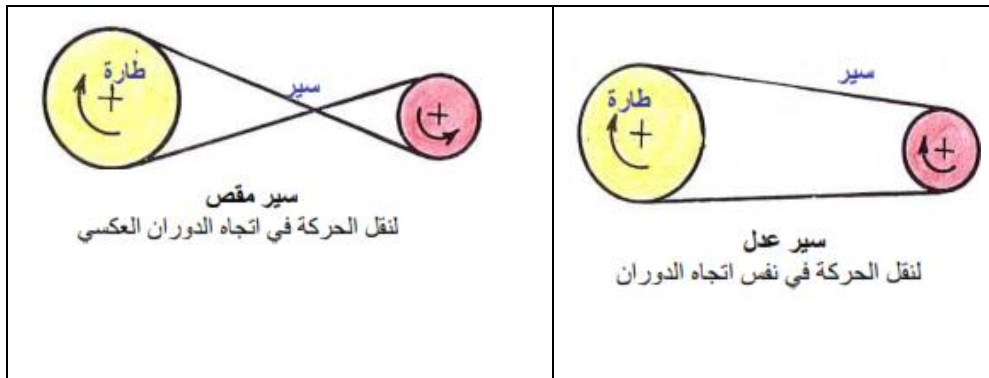 طارة
سير
سير مقص
لنقل الحركة في اتجاه الدوران العكسي
سير
طارة
سير عدل
لنقل الحركة في نفس اتجاه الدوران